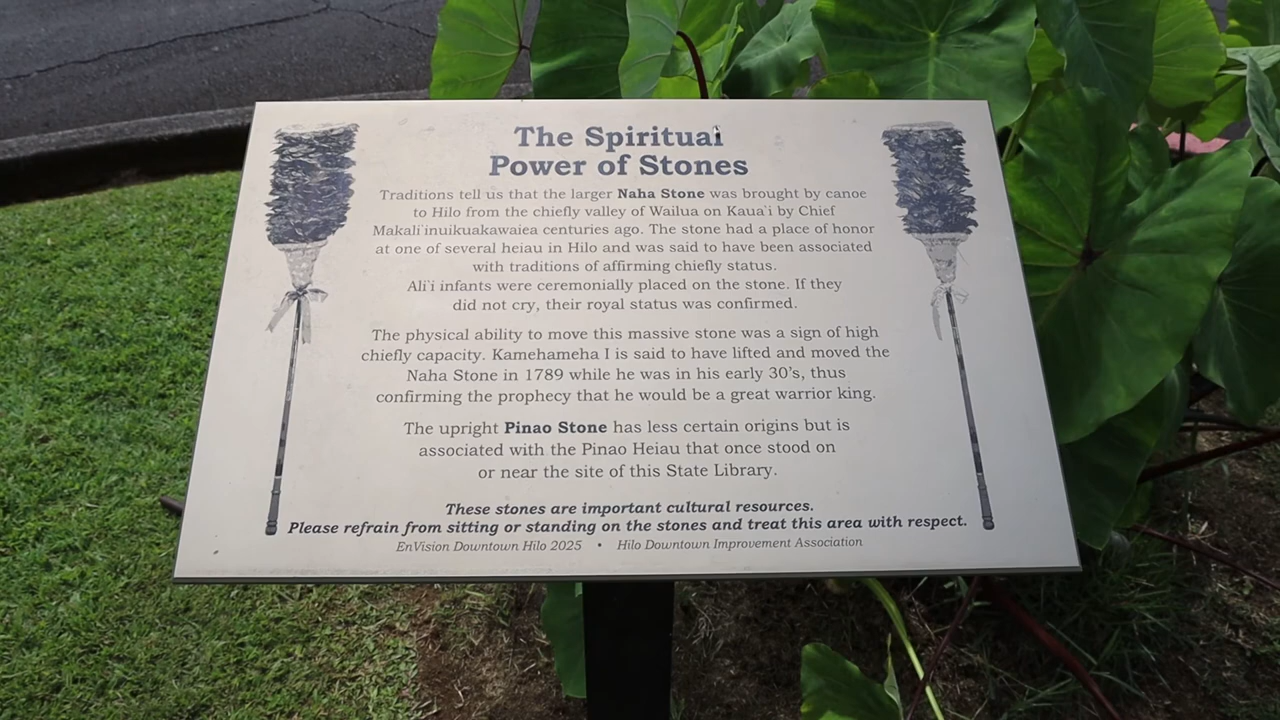 The Spiritual
Power of Stones
Traditions tell us that the larger Naha Stone was brought by canoe
to Hilo from the chiefly valley of Wailua on Kaua`i by Chief
Makali`inuikuakawaiea centuries ago. The stone had a place of honor
at one of several heiau in Hilo and was said to have been associated
with traditions of affirming chiefly status.
Ali`i infants were ceremonially placed on the stone. If they
did not cry, their royal status was confirmed.
The physical ability to move this massive stone was a sign of high
chiefly capacity. Kamehameha I is said to have lifted and moved the
Naha Stone in 1789 while he was in his early 30's, thus
confirming the prophecy that he would be a great warrior king.
The upright Pinao Stone has less certain origins but is
associated with the Pinao Heiau that once stood on
or near the site of this State Library.
These stones are important cultural resources.
Please refrain from sitting or standing on the stones and treat this area with respect.
EnVision Downtown Hilo 2025 • Hilo Downtown Improvement Association